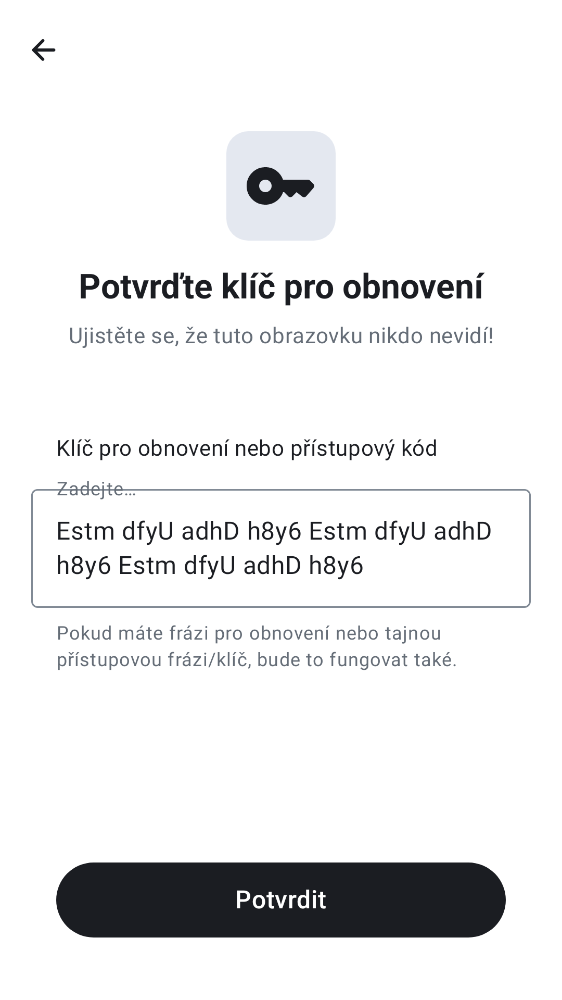 Potvrďte klíč pro obnovení
Ujistěte se, že tuto obrazovku nikdo nevidí!
Klíč pro obnovení nebo přístupový kód
Zadejte…
Estm dfyU adhD h8y6 Estm dfyU adhD
h8y6 Estm dfyU adhD h8y6
Pokud máte frázi pro obnovení nebo tajnou
přístupovou frázi/klíč, bude to fungovat také.
Potvrdit